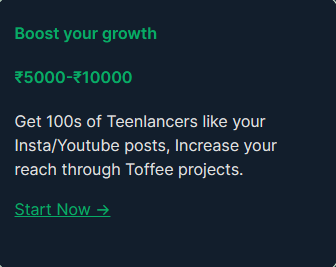 Boost your growth
₹5000-₹10000
Get 100s of Teenlancers like your
Insta/Youtube posts, Increase your
reach through Toffee projects.
Start Now →